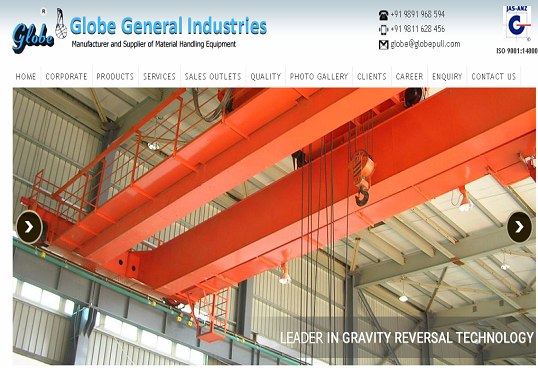 Globe ®
Globe General Industries
Manufacturer and Supplier of Material Handling Equipment
+91 9891 968 594
+91 9811 628 456
globe@globepull.com
JAS-ANZ
ISO 9001:14000
HOME CORPORATE PRODUCTS SERVICES SALES OUTLETS QUALITY PHOTO GALLERY CLIENTS CAREER ENQUIRY CONTACT US
LEADER IN GRAVITY REVERSAL TECHNOLOGY